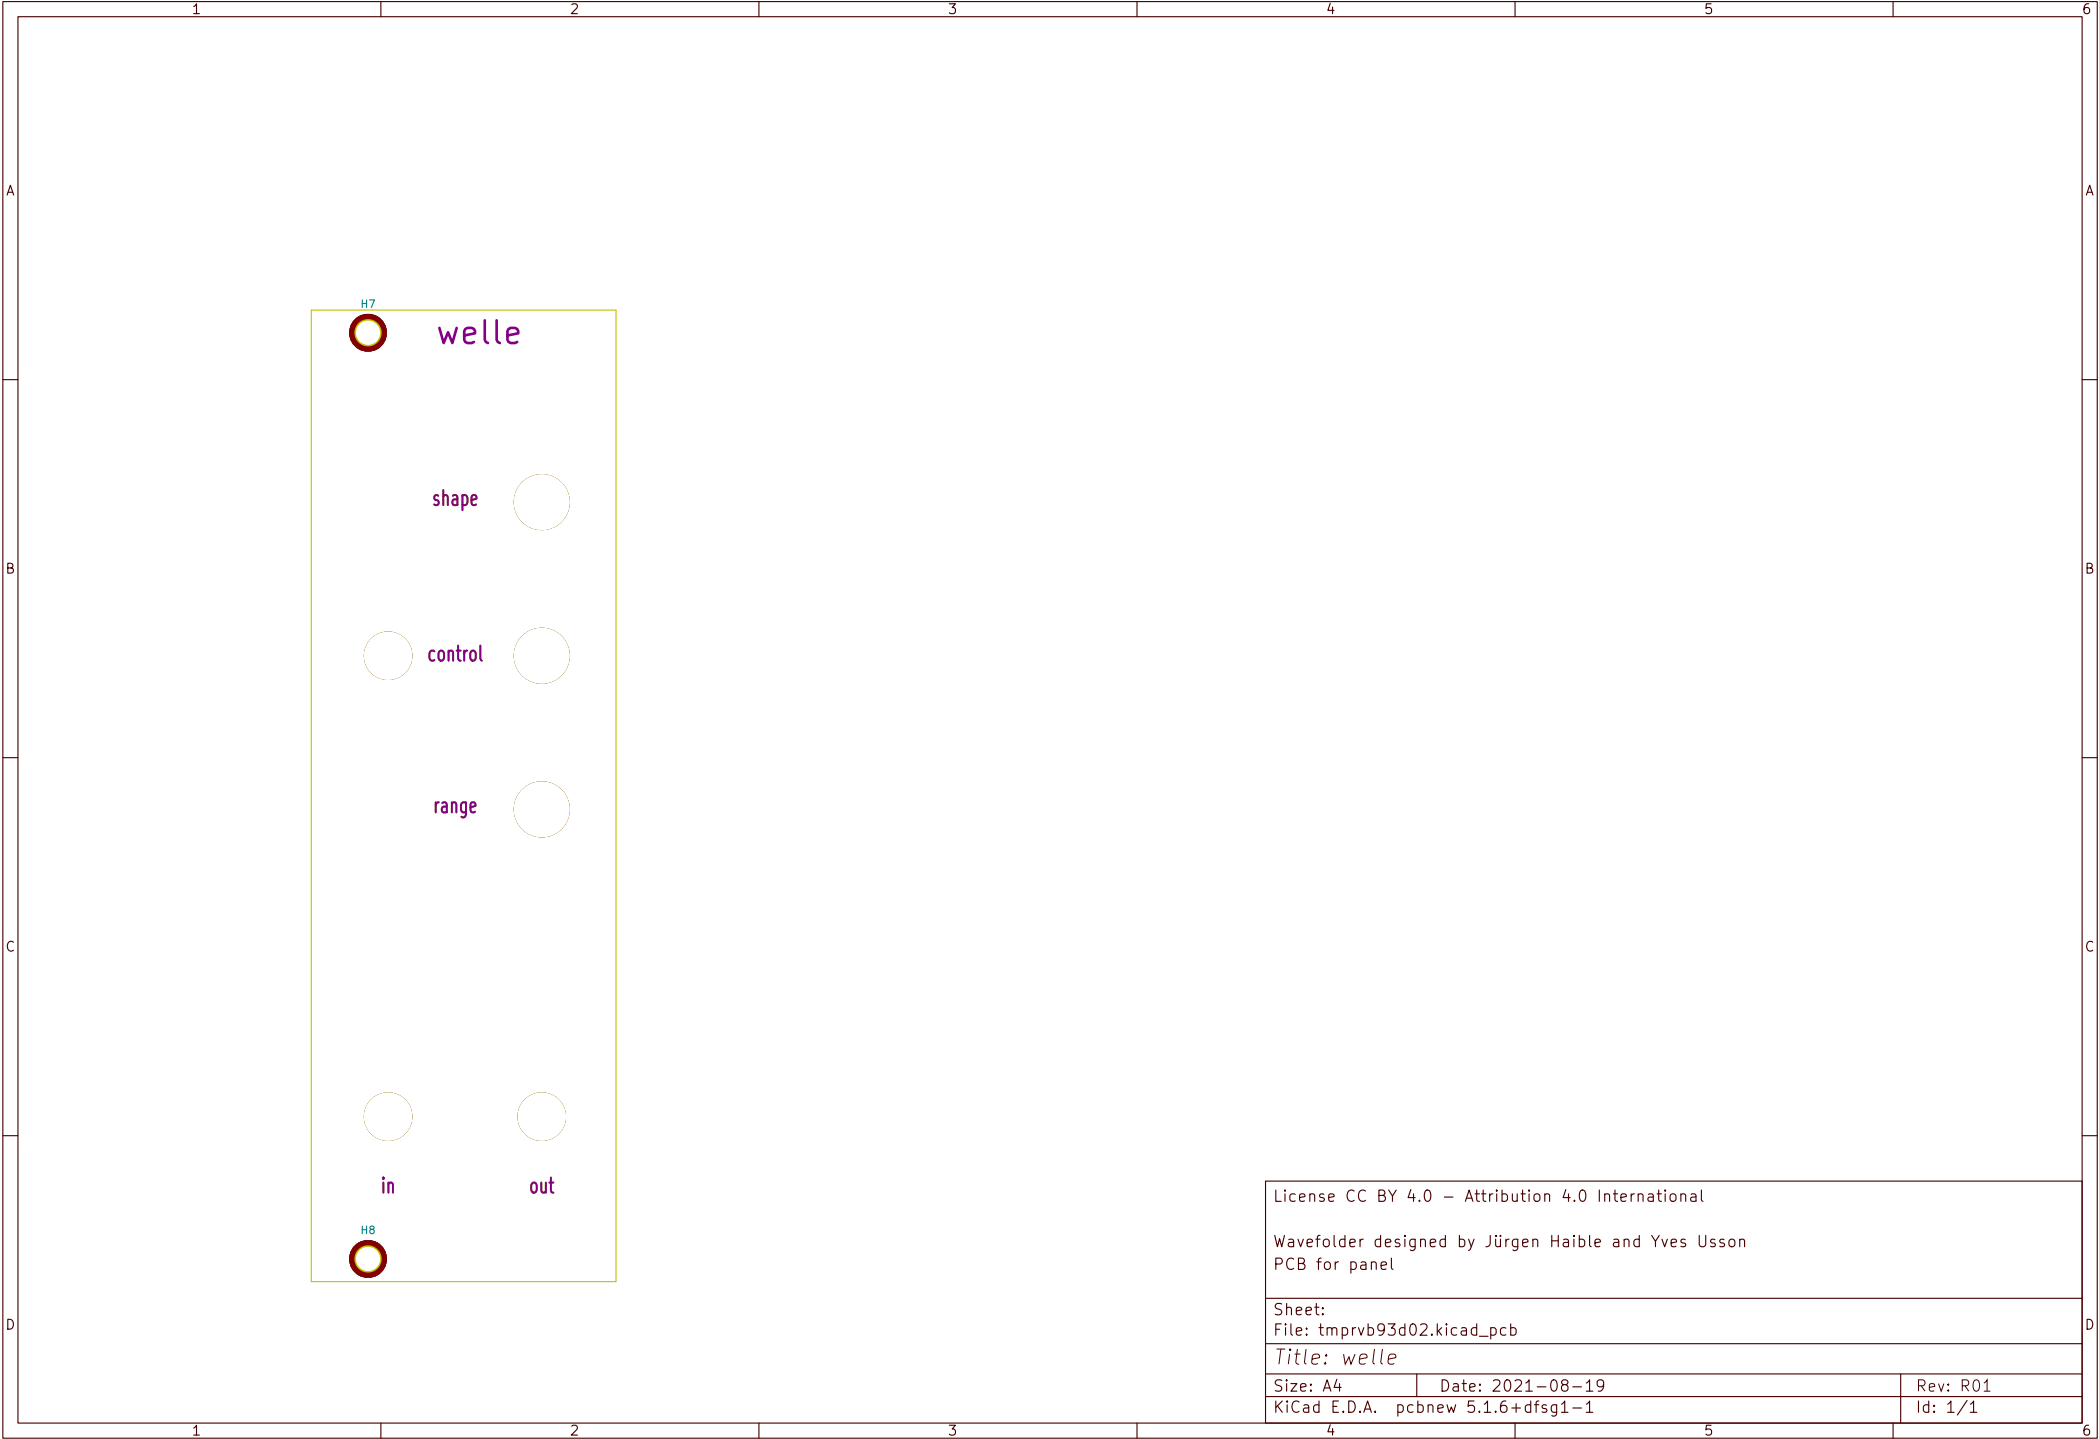 1 2 3 4 5 6
A A
H7
welle
shape
B B
control
range
C C
in out
License CC BY 4.0 – Attribution 4.0 International
H8
Wavefolder designed by Jürgen Haible and Yves Usson
PCB for panel
Sheet:
D D
File: tmprvb93d02.kicad_pcb
Title: welle
Size: A4 Date: 2021-08-19 Rev: R01
KiCad E.D.A. pcbnew 5.1.6+dfsg1-1 Id: 1/1
1 2 3 4 5 6